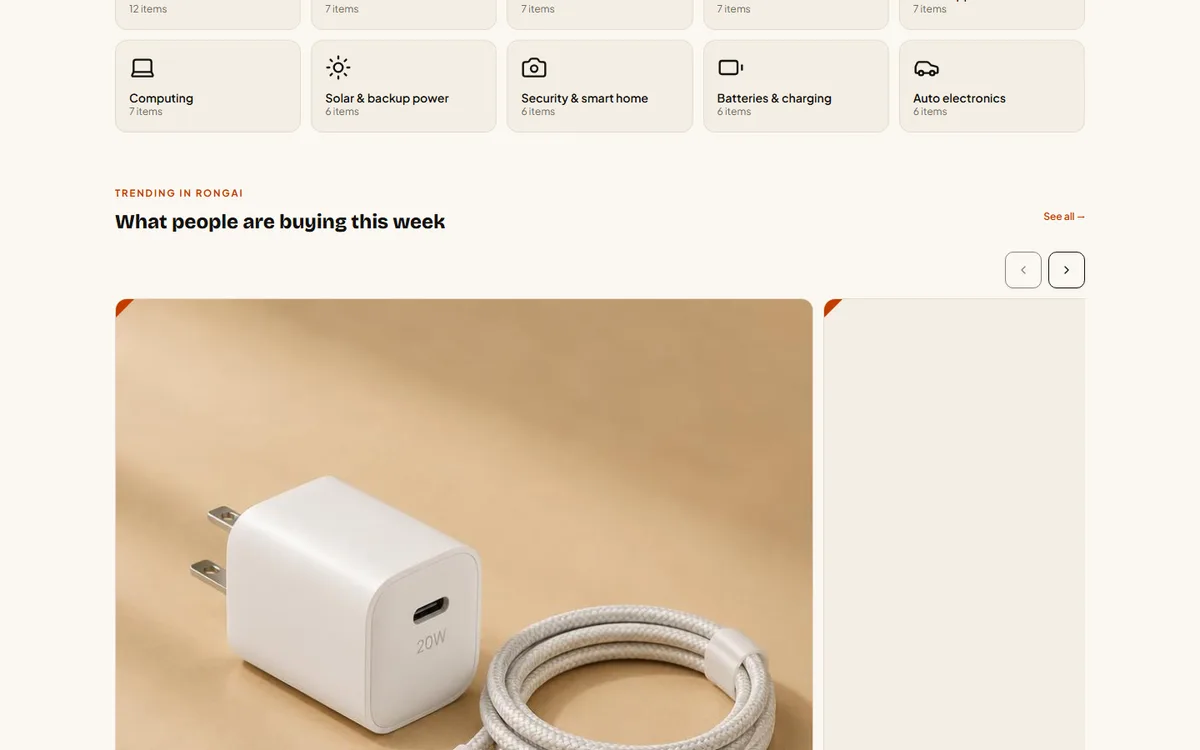 12 items
7 items
7 items
7 items
7 items
Computing
7 items
Solar & backup power
6 items
Security & smart home
6 items
Batteries & charging
6 items
Auto electronics
6 items
TRENDING IN RONGAI
What people are buying this week
See all →
20W